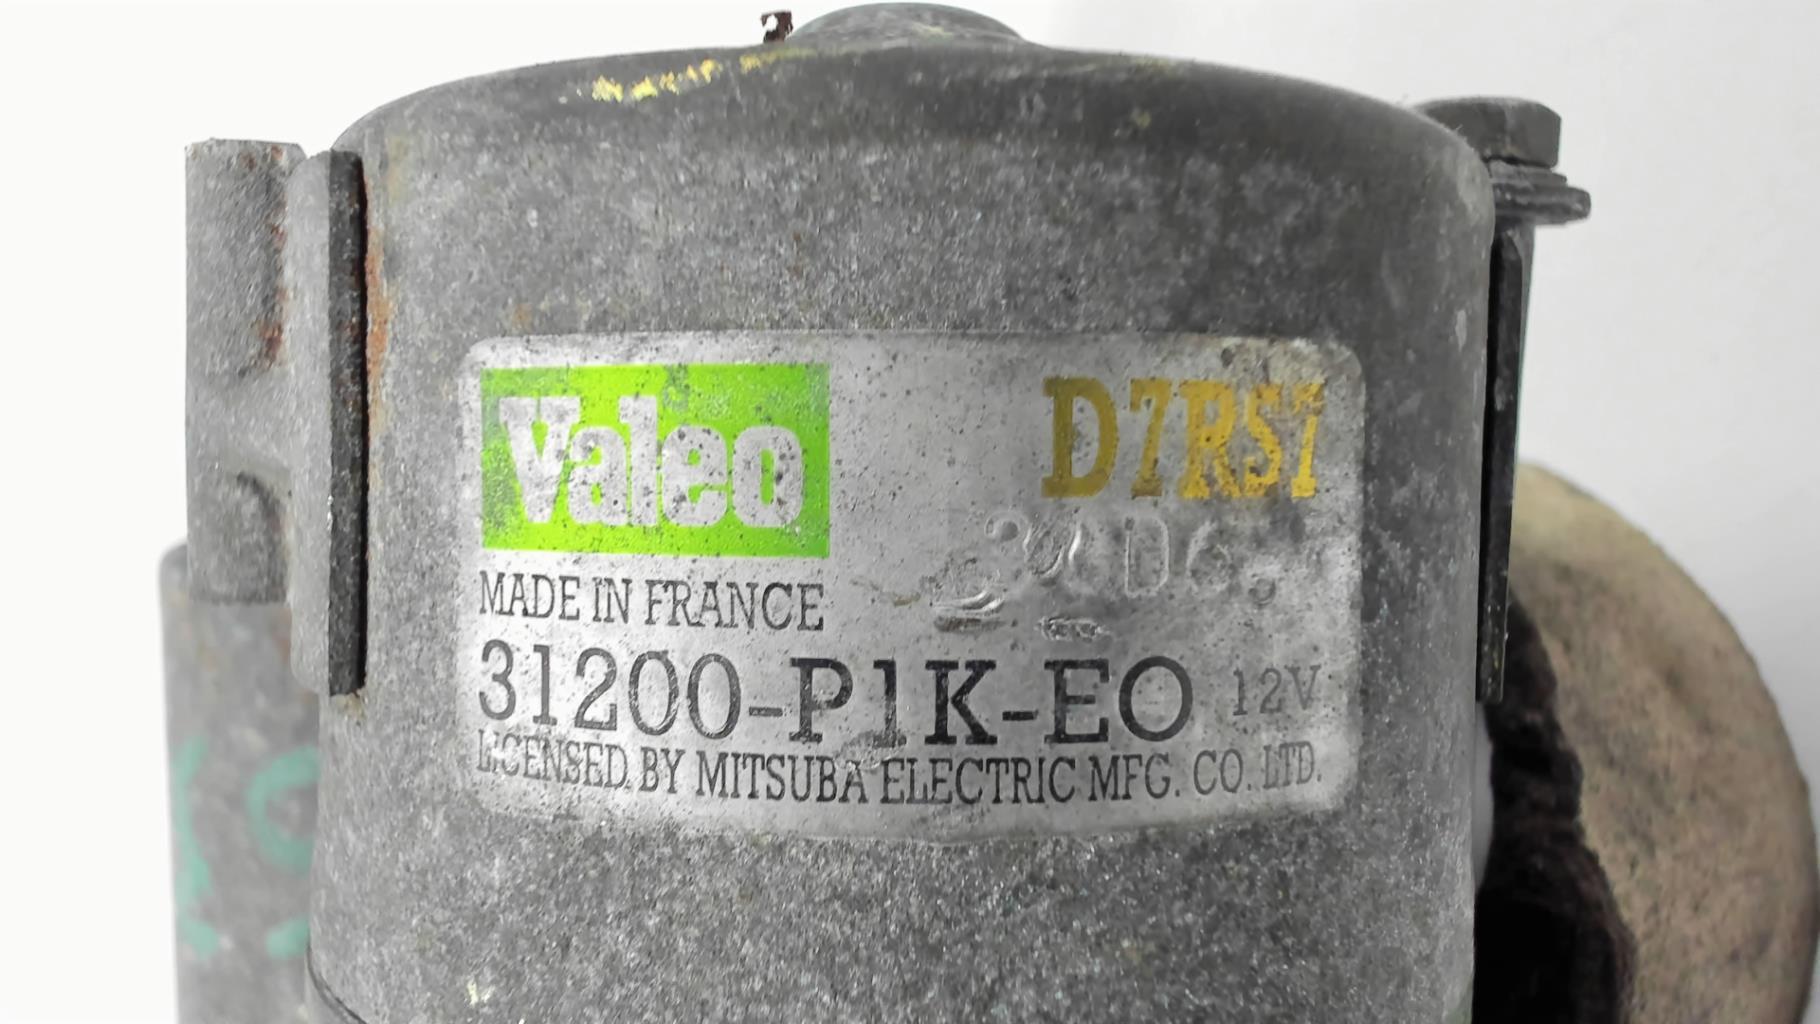 Valeo
D7RS7
MADE IN FRANCE
31200-P1K-EO 12V
LICENSED BY MITSUBA ELECTRIC MFG. CO. LTD.